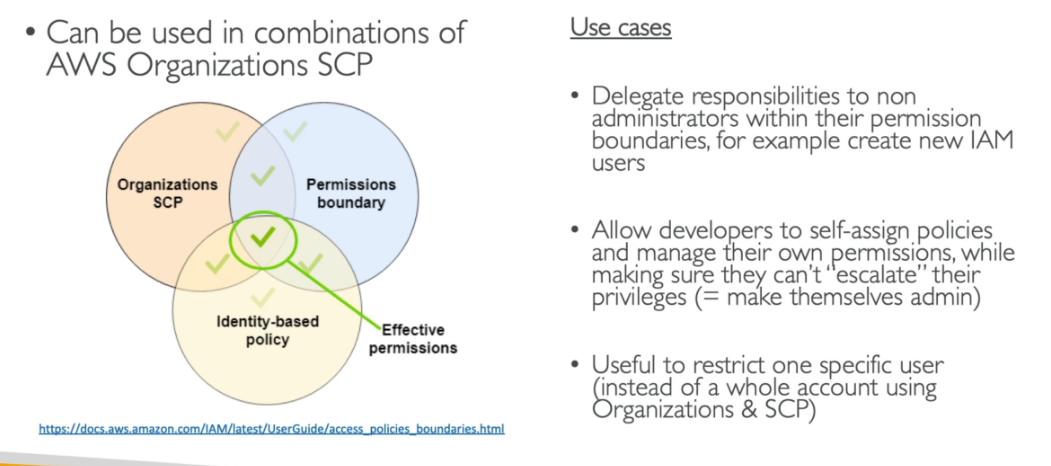 • Can be used in combinations of
AWS Organizations SCP
Organizations
SCP
Permissions
boundary
Identity-based
policy
Effective
permissions
https://docs.aws.amazon.com/IAM/latest/UserGuide/access_policies_boundaries.html
Use cases
• Delegate responsibilities to non
administrators within their permission
boundaries, for example create new IAM
users
• Allow developers to self-assign policies
and manage their own permissions, while
making sure they can't "escalate" their
privileges (= make themselves admin)
• Useful to restrict one specific user
(instead of a whole account using
Organizations & SCP)